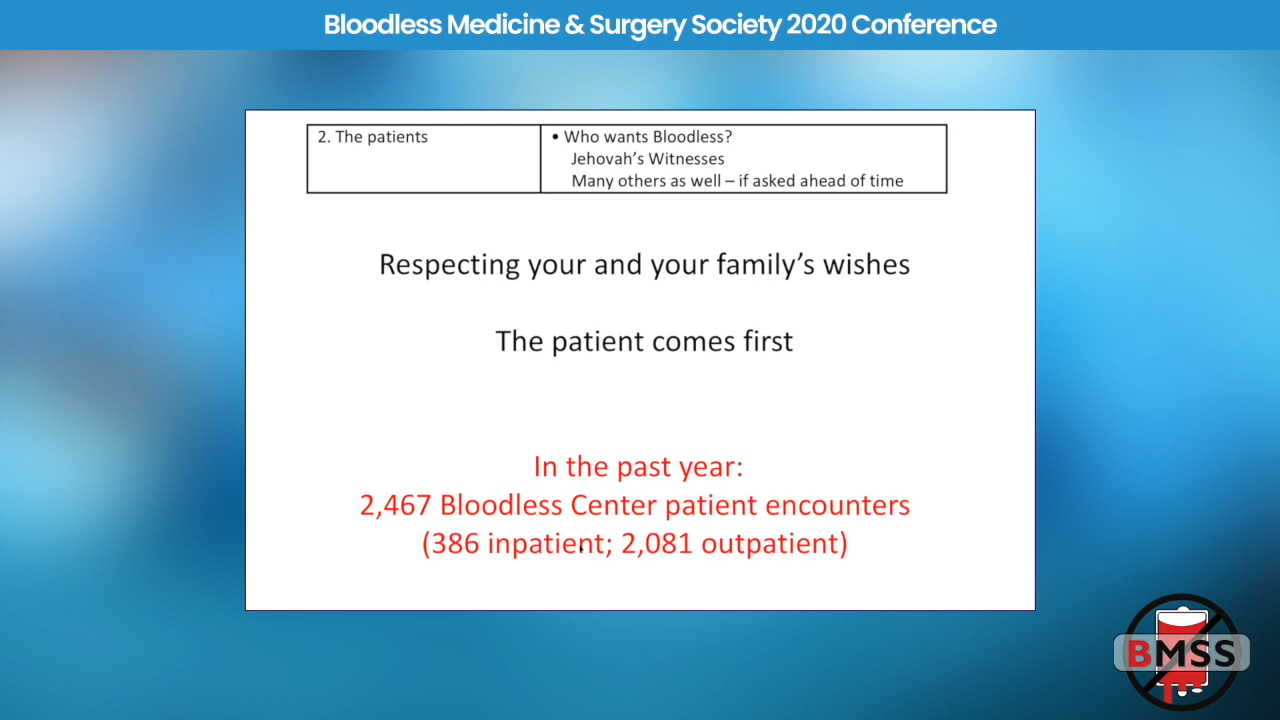 Bloodless Medicine & Surgery Society 2020 Conference
2. The patients
• Who wants Bloodless?
Jehovah's Witnesses
Many others as well – if asked ahead of time
Respecting your and your family's wishes
The patient comes first
In the past year:
2,467 Bloodless Center patient encounters
(386 inpatient; 2,081 outpatient)
BMSS